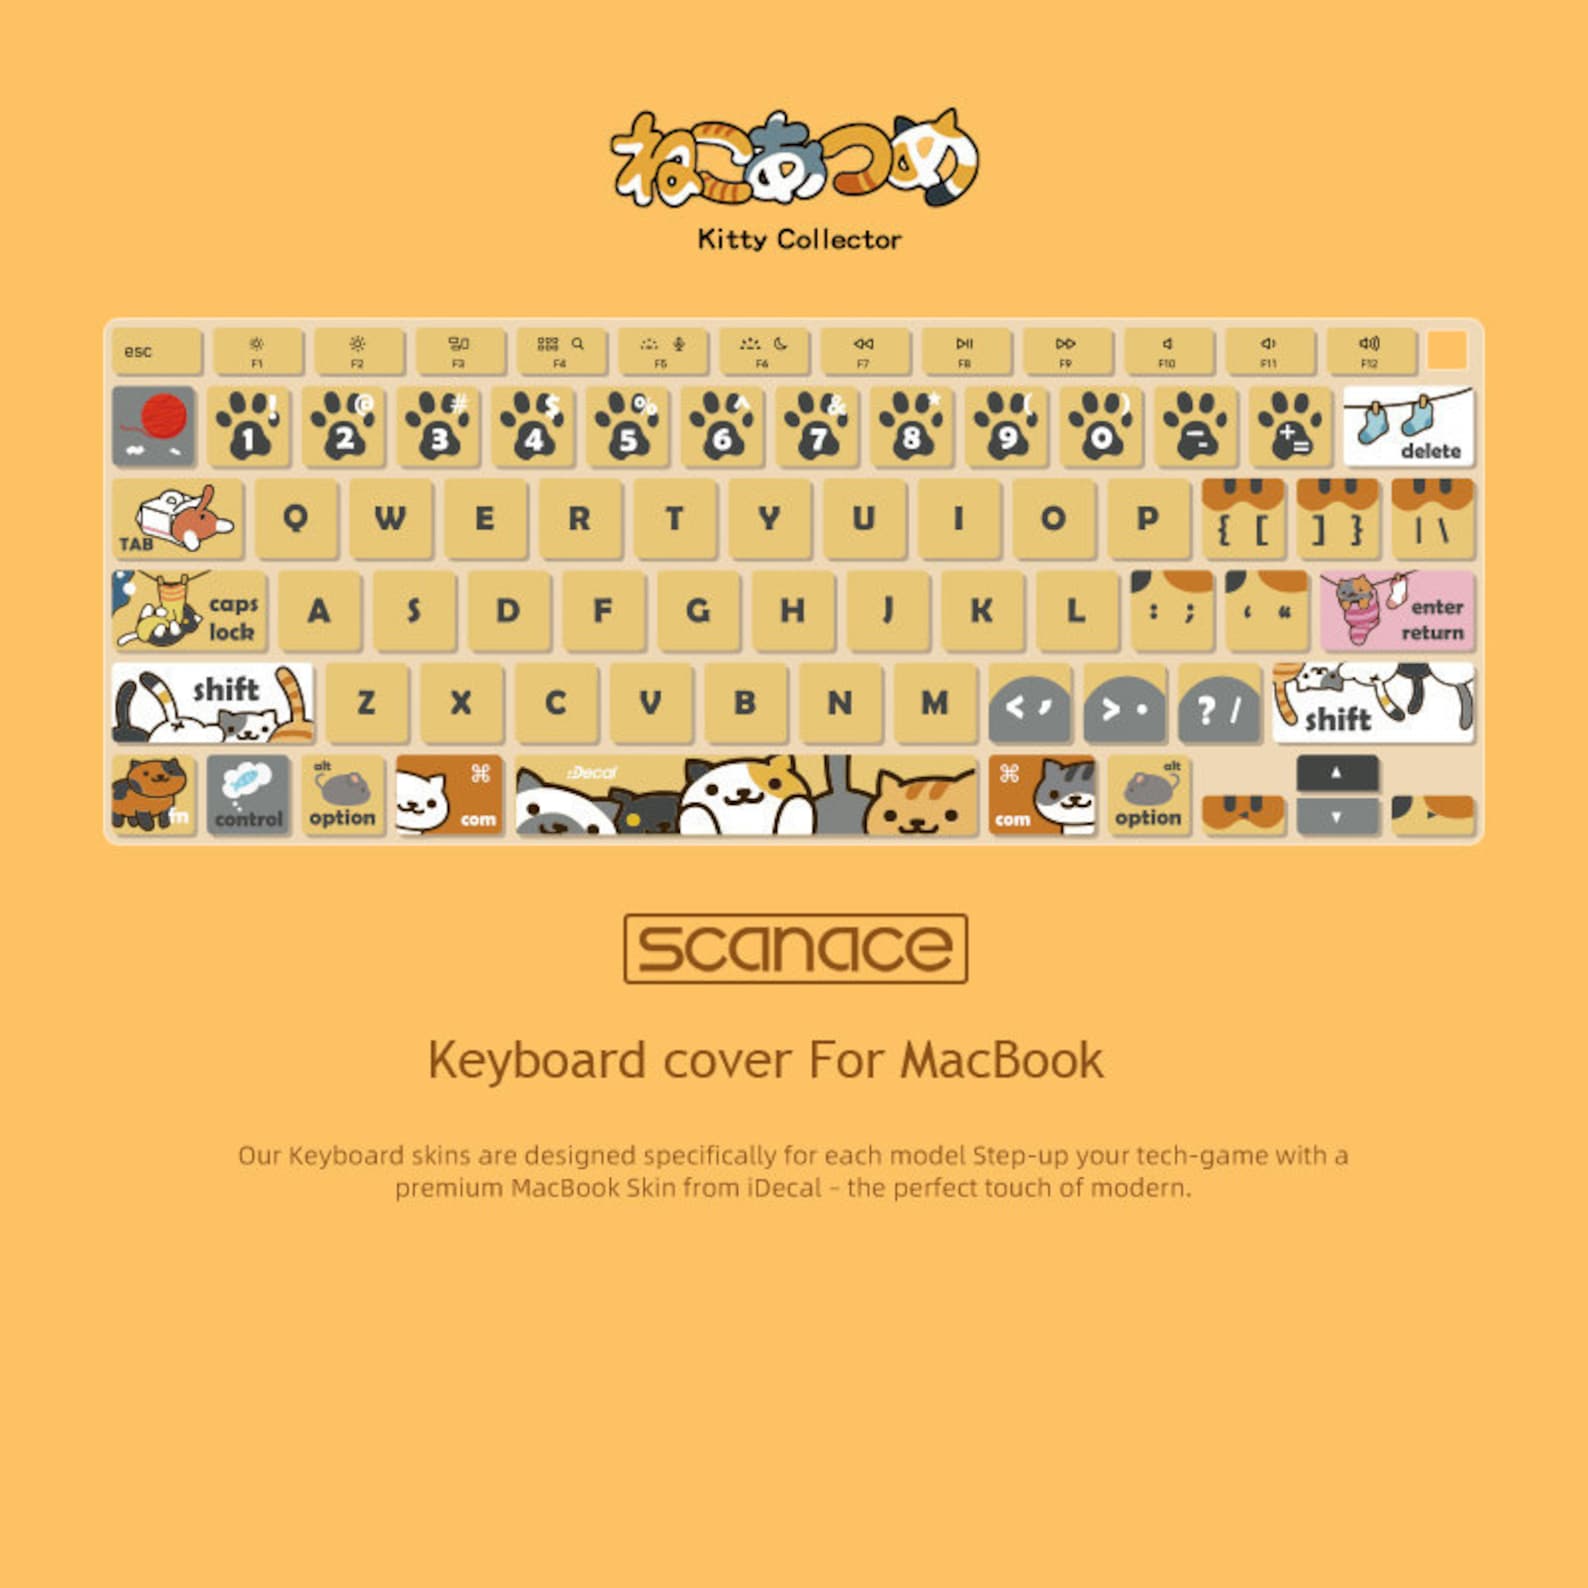 ねこあつめ
Kitty Collector
esc F1 F2 F3 F4 F5 F6 F7 F8 F9 F10 F11 F12
! @ # $ % ^ & * ( )
1 2 3 4 5 6 7 8 9 0 - - + = delete
TAB Q W E R T Y U I O P { [ ] } | \
caps lock A S D F G H J K L : ; ‘ “ enter return
shift Z X C V B N M < , > . ? / shift
fn control alt option ⌘ com :Decal ⌘ com alt option ▲ ▼
scanace
Keyboard cover For MacBook
Our Keyboard skins are designed specifically for each model Step-up your tech-game with a
premium MacBook Skin from iDecal – the perfect touch of modern.